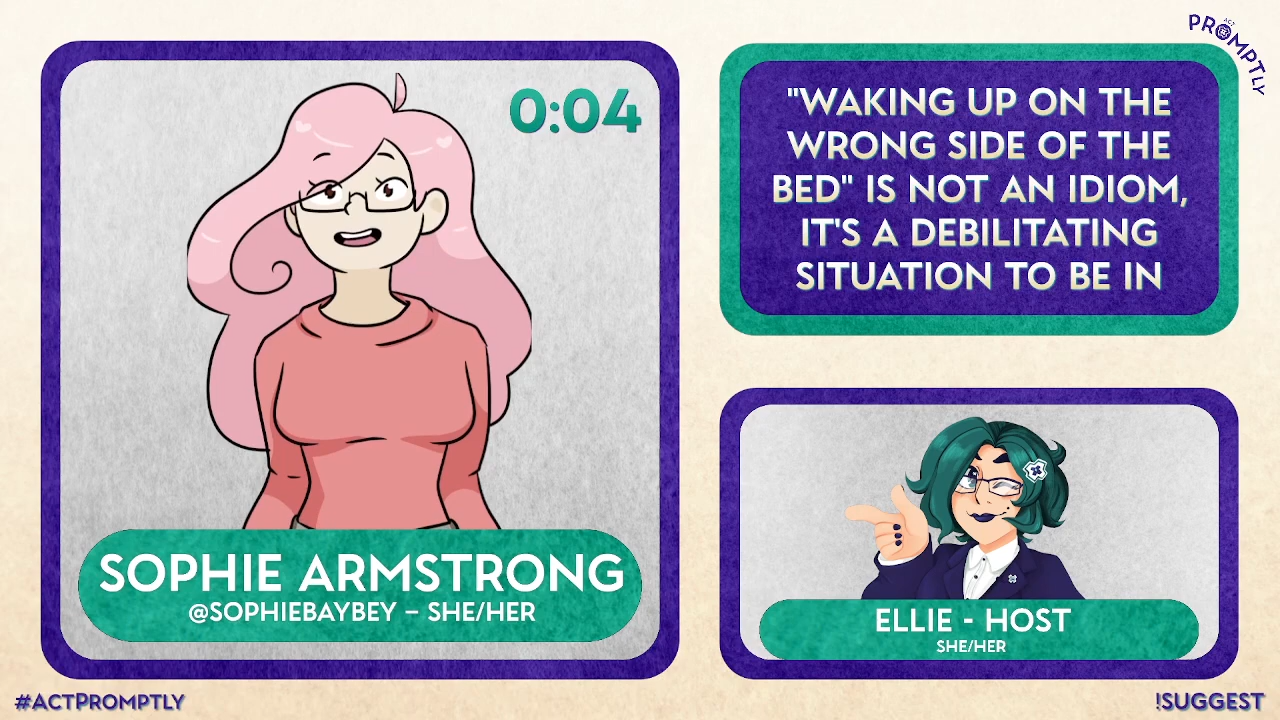 0:04
SOPHIE ARMSTRONG
@SOPHIEBAYBEY – SHE/HER
ACT
PROMPTLY
"WAKING UP ON THE
WRONG SIDE OF THE
BED" IS NOT AN IDIOM,
IT'S A DEBILITATING
SITUATION TO BE IN
ELLIE - HOST
SHE/HER
#ACTPROMPTLY
!SUGGEST